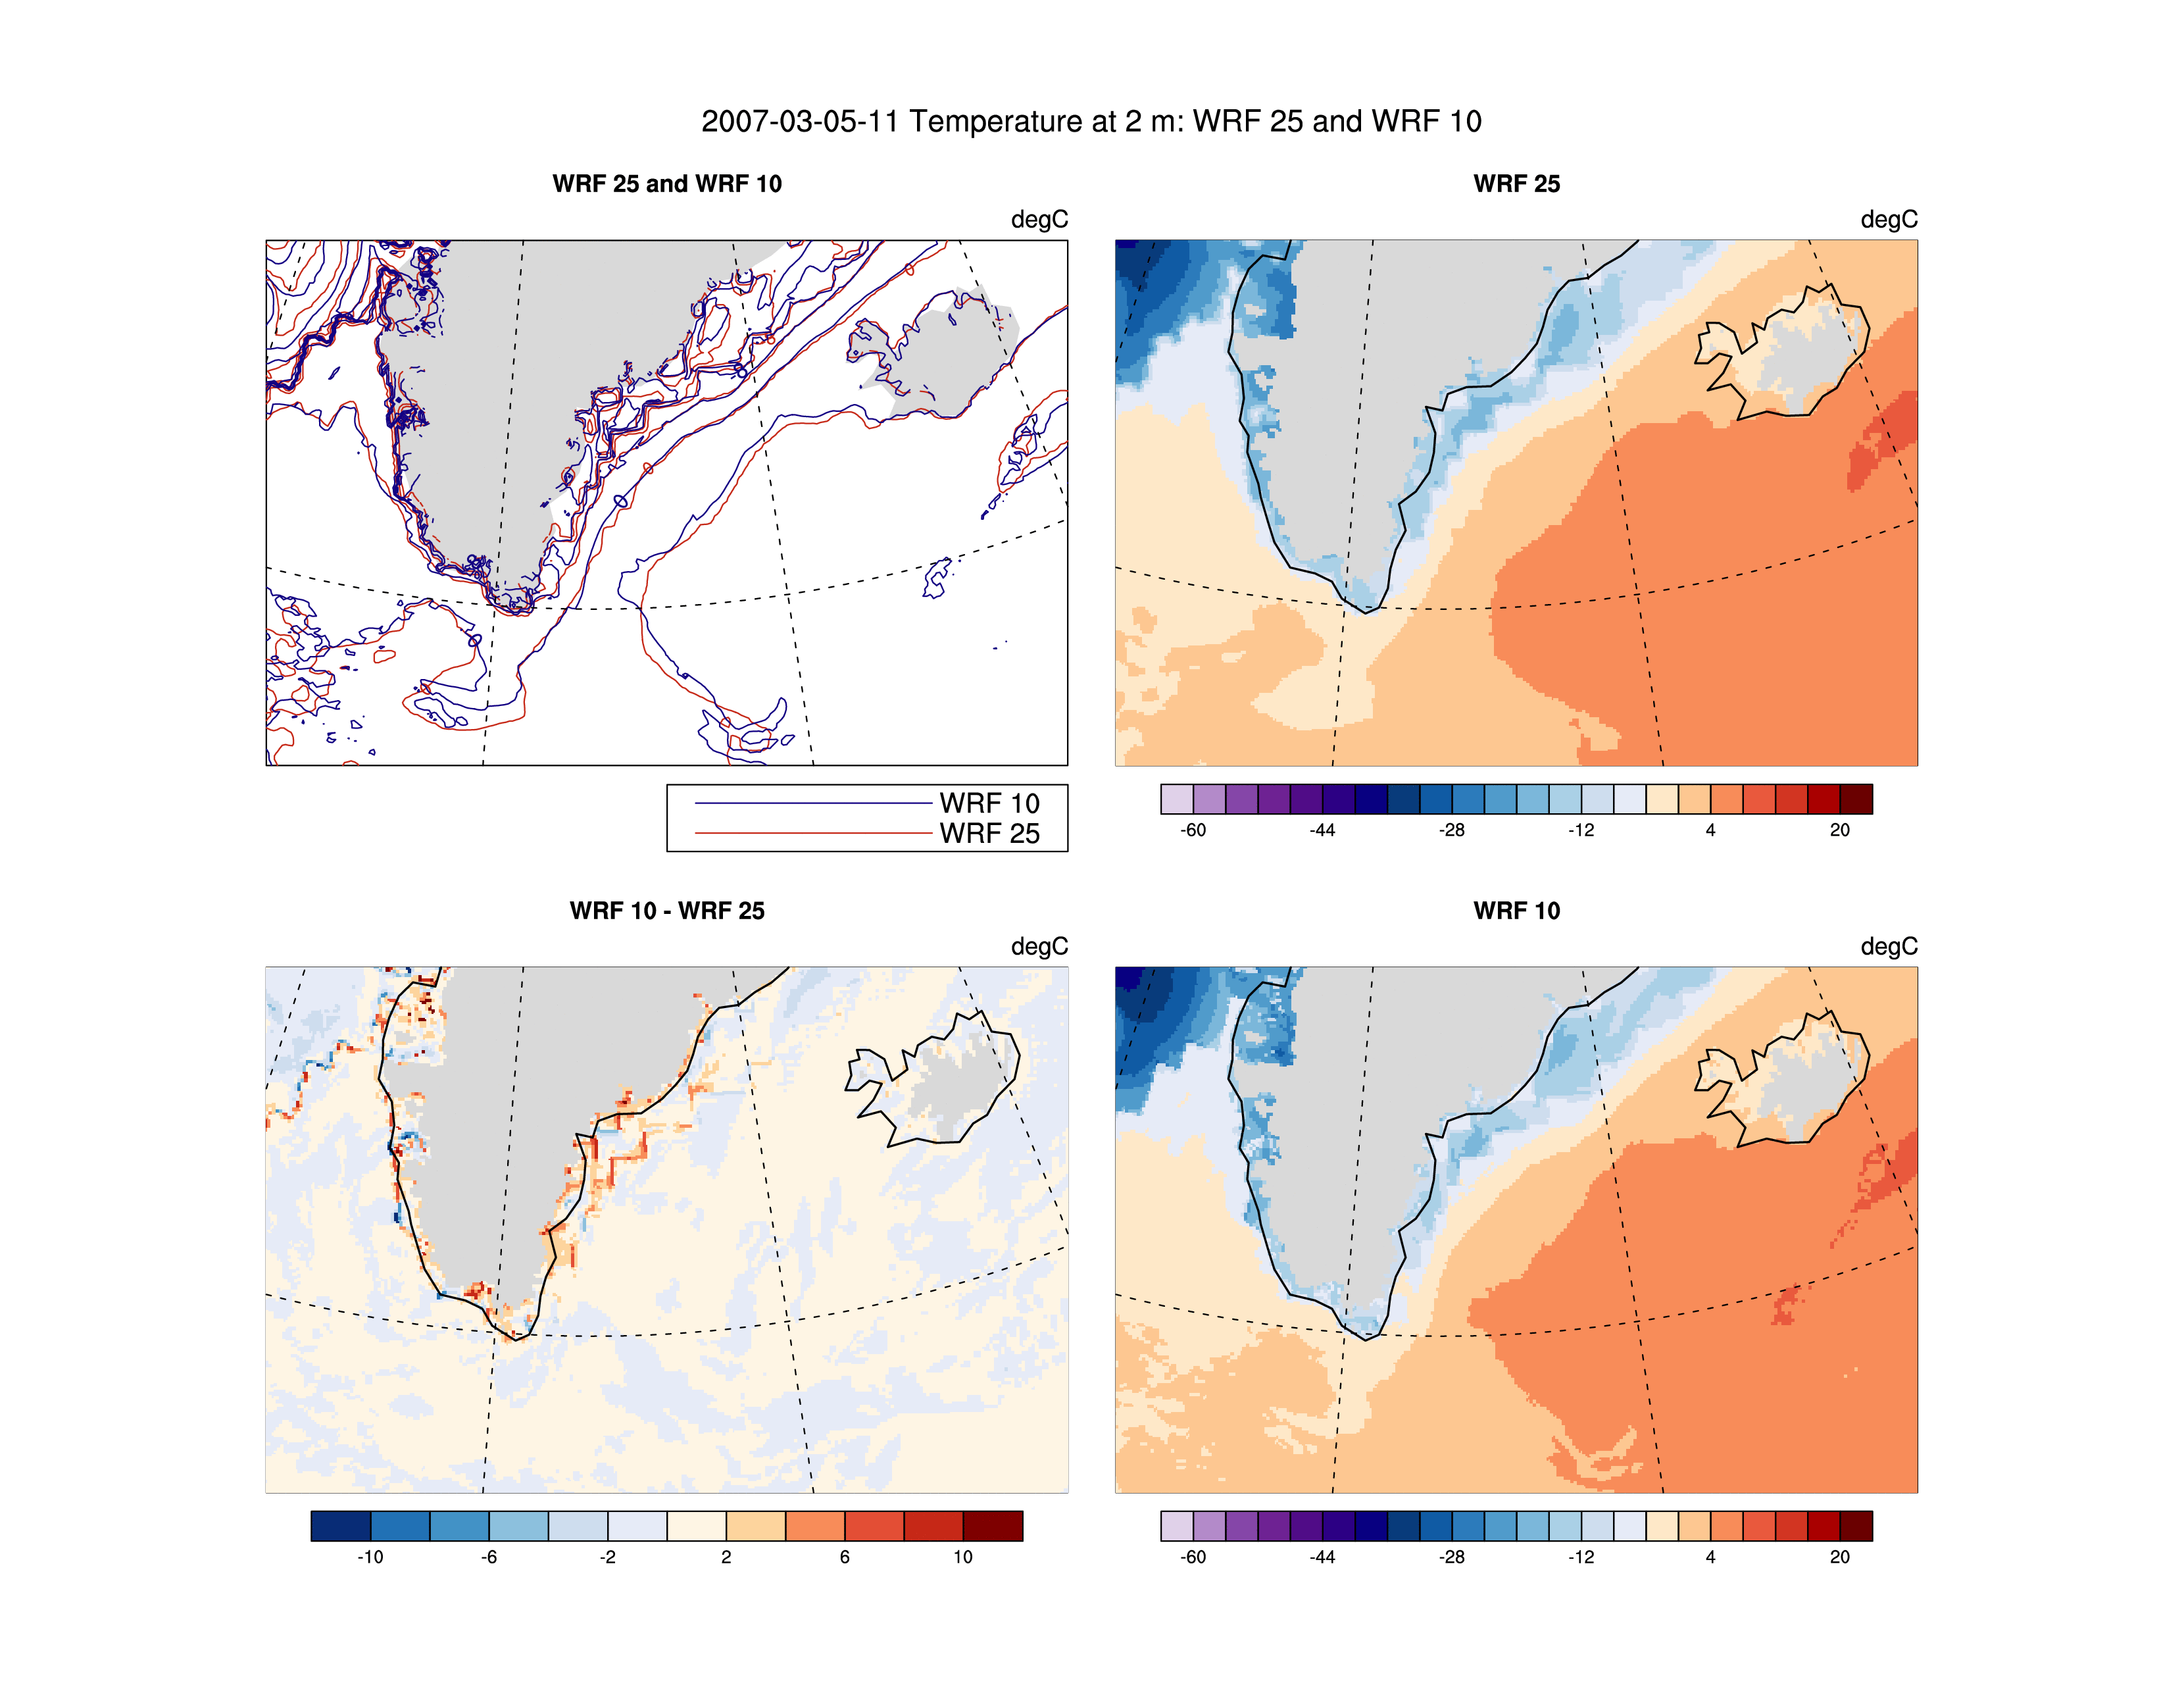 2007-03-05-11 Temperature at 2 m: WRF 25 and WRF 10
WRF 25 and WRF 10
degC
WRF 10
WRF 25
WRF 25
degC
-60 -44 -28 -12 4 20
WRF 10 - WRF 25
degC
-10 -6 -2 2 6 10
WRF 10
degC
-60 -44 -28 -12 4 20